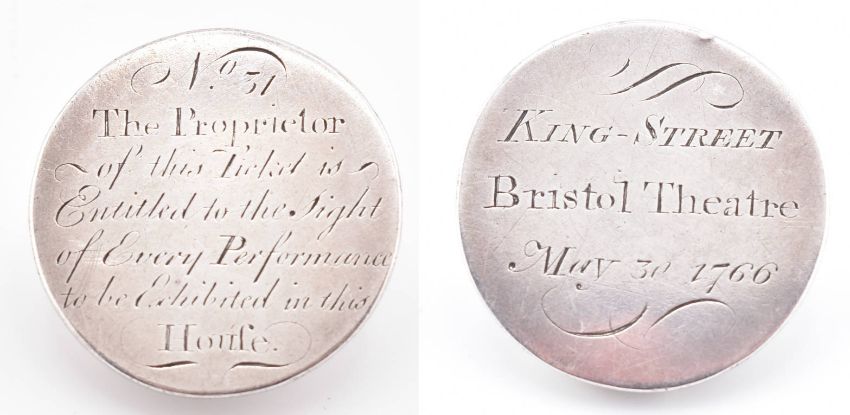 Nº. 31
The Proprietor
of this Ticket is
Entitled to the Sight
of Every Performance
to be Exhibited in this
Houſe.
KING-STREET
Bristol Theatre
May 30 1766